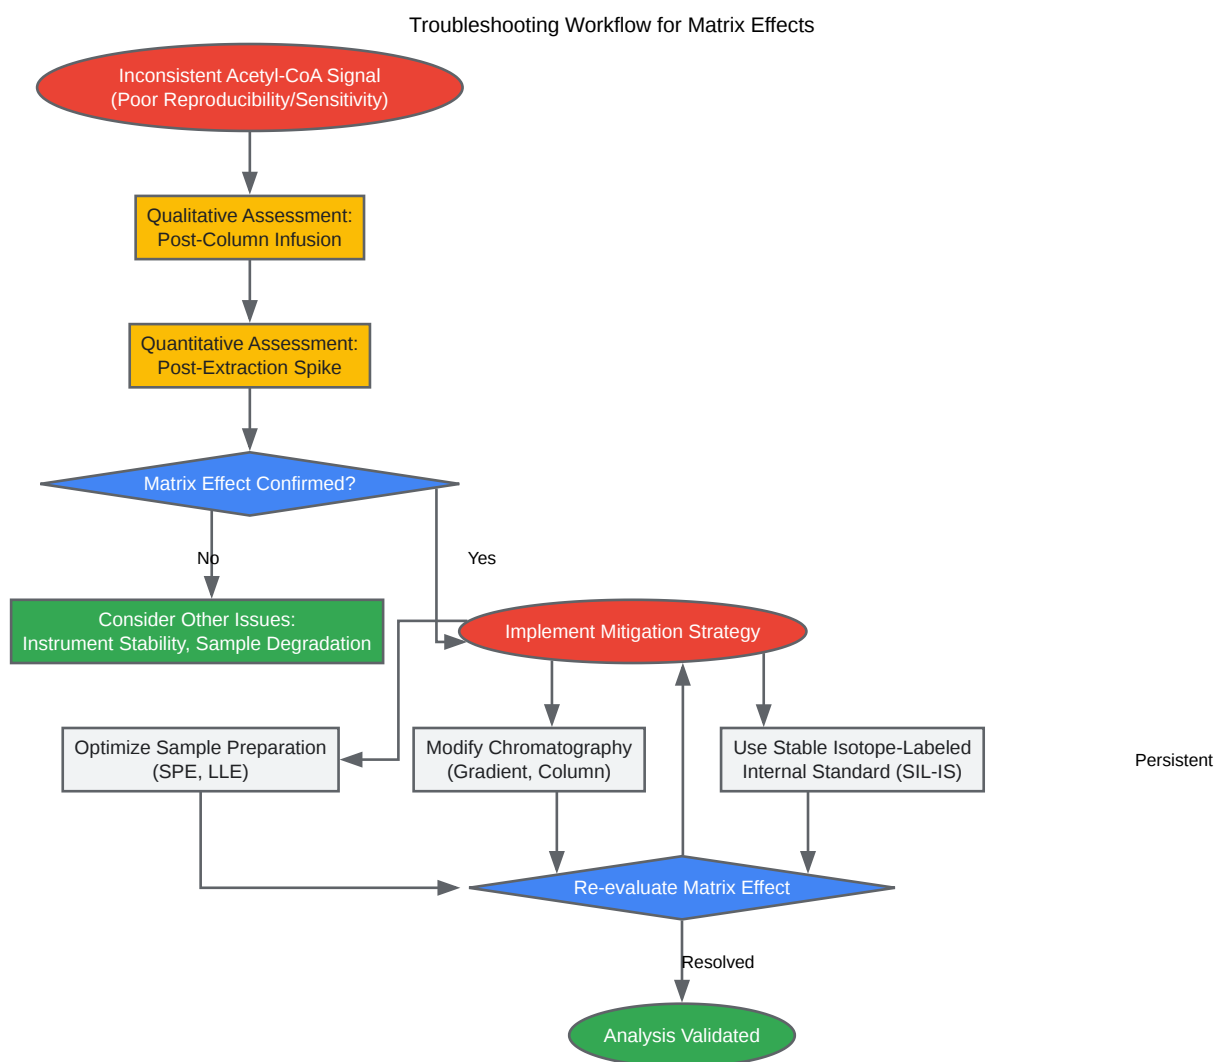 Troubleshooting Workflow for Matrix Effects
Inconsistent Acetyl-CoA Signal
(Poor Reproducibility/Sensitivity)
Qualitative Assessment:
Post-Column Infusion
Quantitative Assessment:
Post-Extraction Spike
Matrix Effect Confirmed?
No
Yes
Consider Other Issues:
Instrument Stability, Sample Degradation
Implement Mitigation Strategy
Optimize Sample Preparation
(SPE, LLE)
Modify Chromatography
(Gradient, Column)
Use Stable Isotope-Labeled
Internal Standard (SIL-IS)
Persistent
Re-evaluate Matrix Effect
Resolved
Analysis Validated